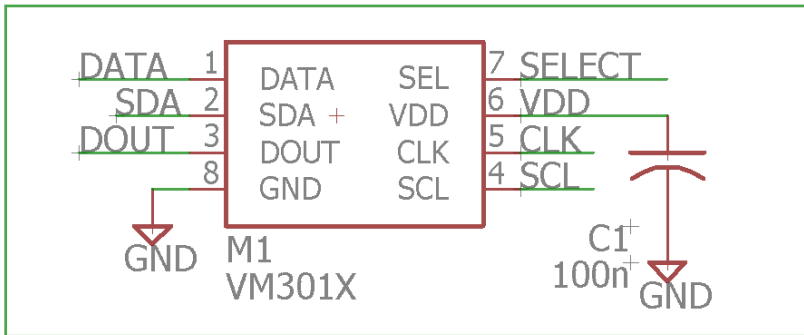 DATA 1 DATA SEL 7 SELECT
SDA 2 SDA VDD 6 VDD
DOUT 3 DOUT CLK 5 CLK
8 GND SCL 4 SCL
GND
M1
VM301X
C1
100n
GND